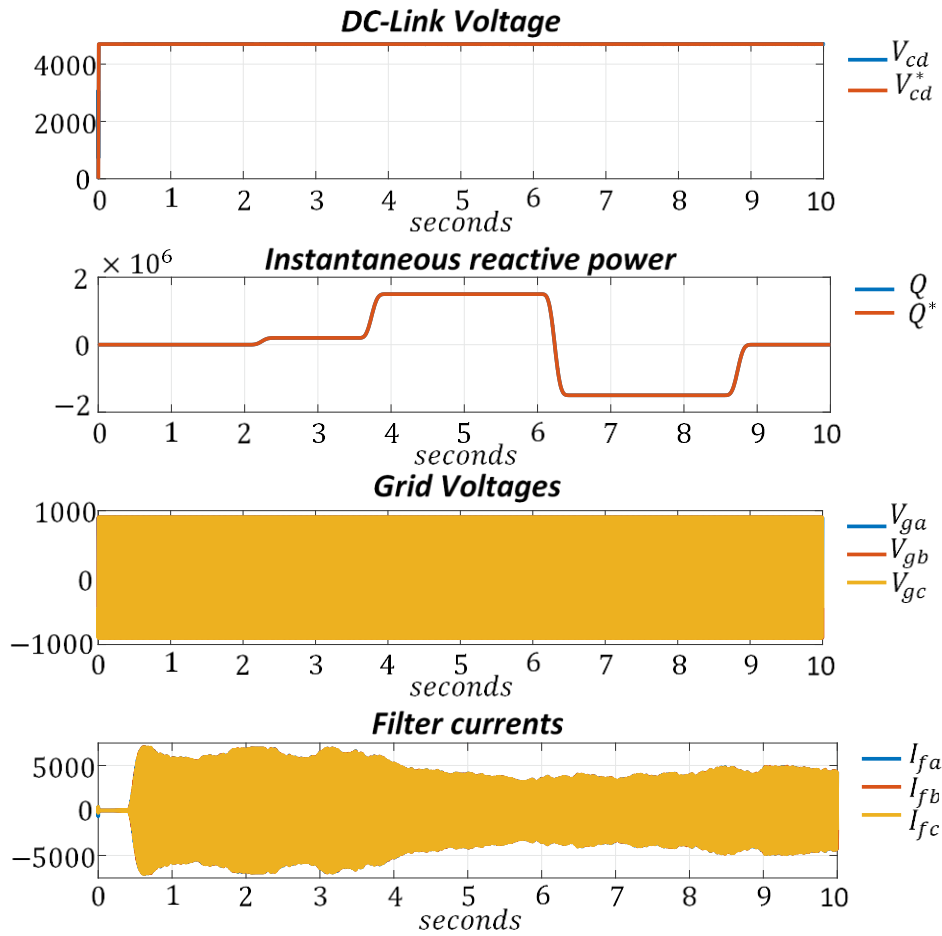 DC-Link Voltage
4000
2000
0
0 1 2 3 4 5 6 7 8 9 10
seconds
V_cd
V*_cd
× 10⁶
Instantaneous reactive power
2
0
−2
0 1 2 3 4 5 6 7 8 9 10
seconds
Q
Q*
Grid Voltages
1000
0
−1000
0 1 2 3 4 5 6 7 8 9 10
seconds
V_ga
V_gb
V_gc
Filter currents
5000
0
−5000
0 1 2 3 4 5 6 7 8 9 10
seconds
I_fa
I_fb
I_fc